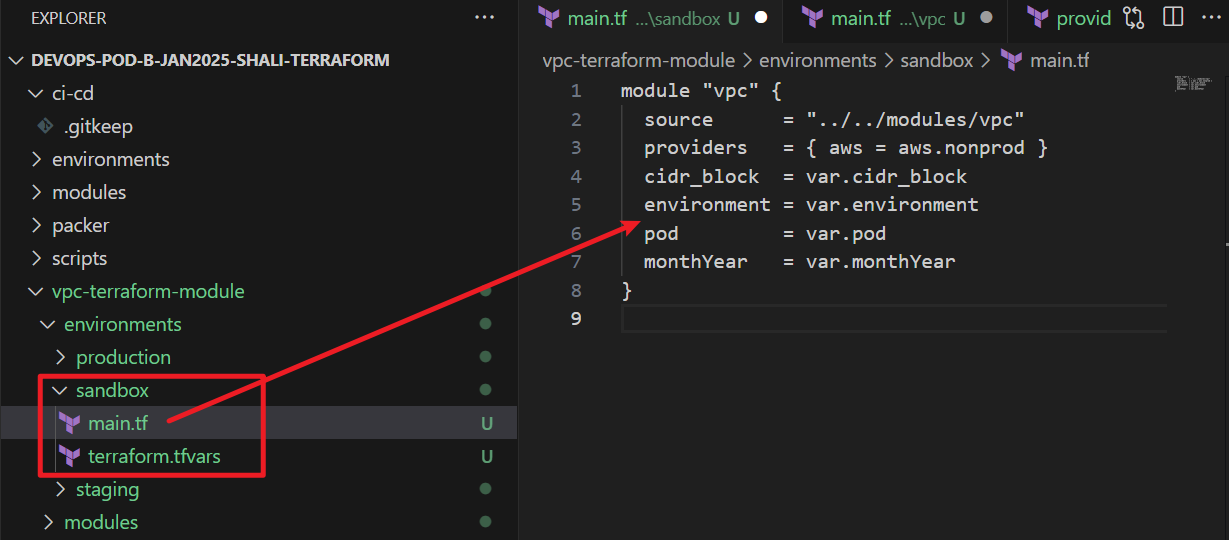 EXPLORER ...
DEVOPS-POD-B-JAN2025-SHALI-TERRAFORM
ci-cd
.gitkeep
environments
modules
packer
scripts
vpc-terraform-module
environments
production
sandbox
main.tf U
terraform.tfvars U
staging
modules
main.tf ...\sandbox U main.tf ...\vpc U provid ...
vpc-terraform-module > environments > sandbox > main.tf
1 module "vpc" {
2 source = "../../modules/vpc"
3 providers = { aws = aws.nonprod }
4 cidr_block = var.cidr_block
5 environment = var.environment
6 pod = var.pod
7 monthYear = var.monthYear
8 }
9